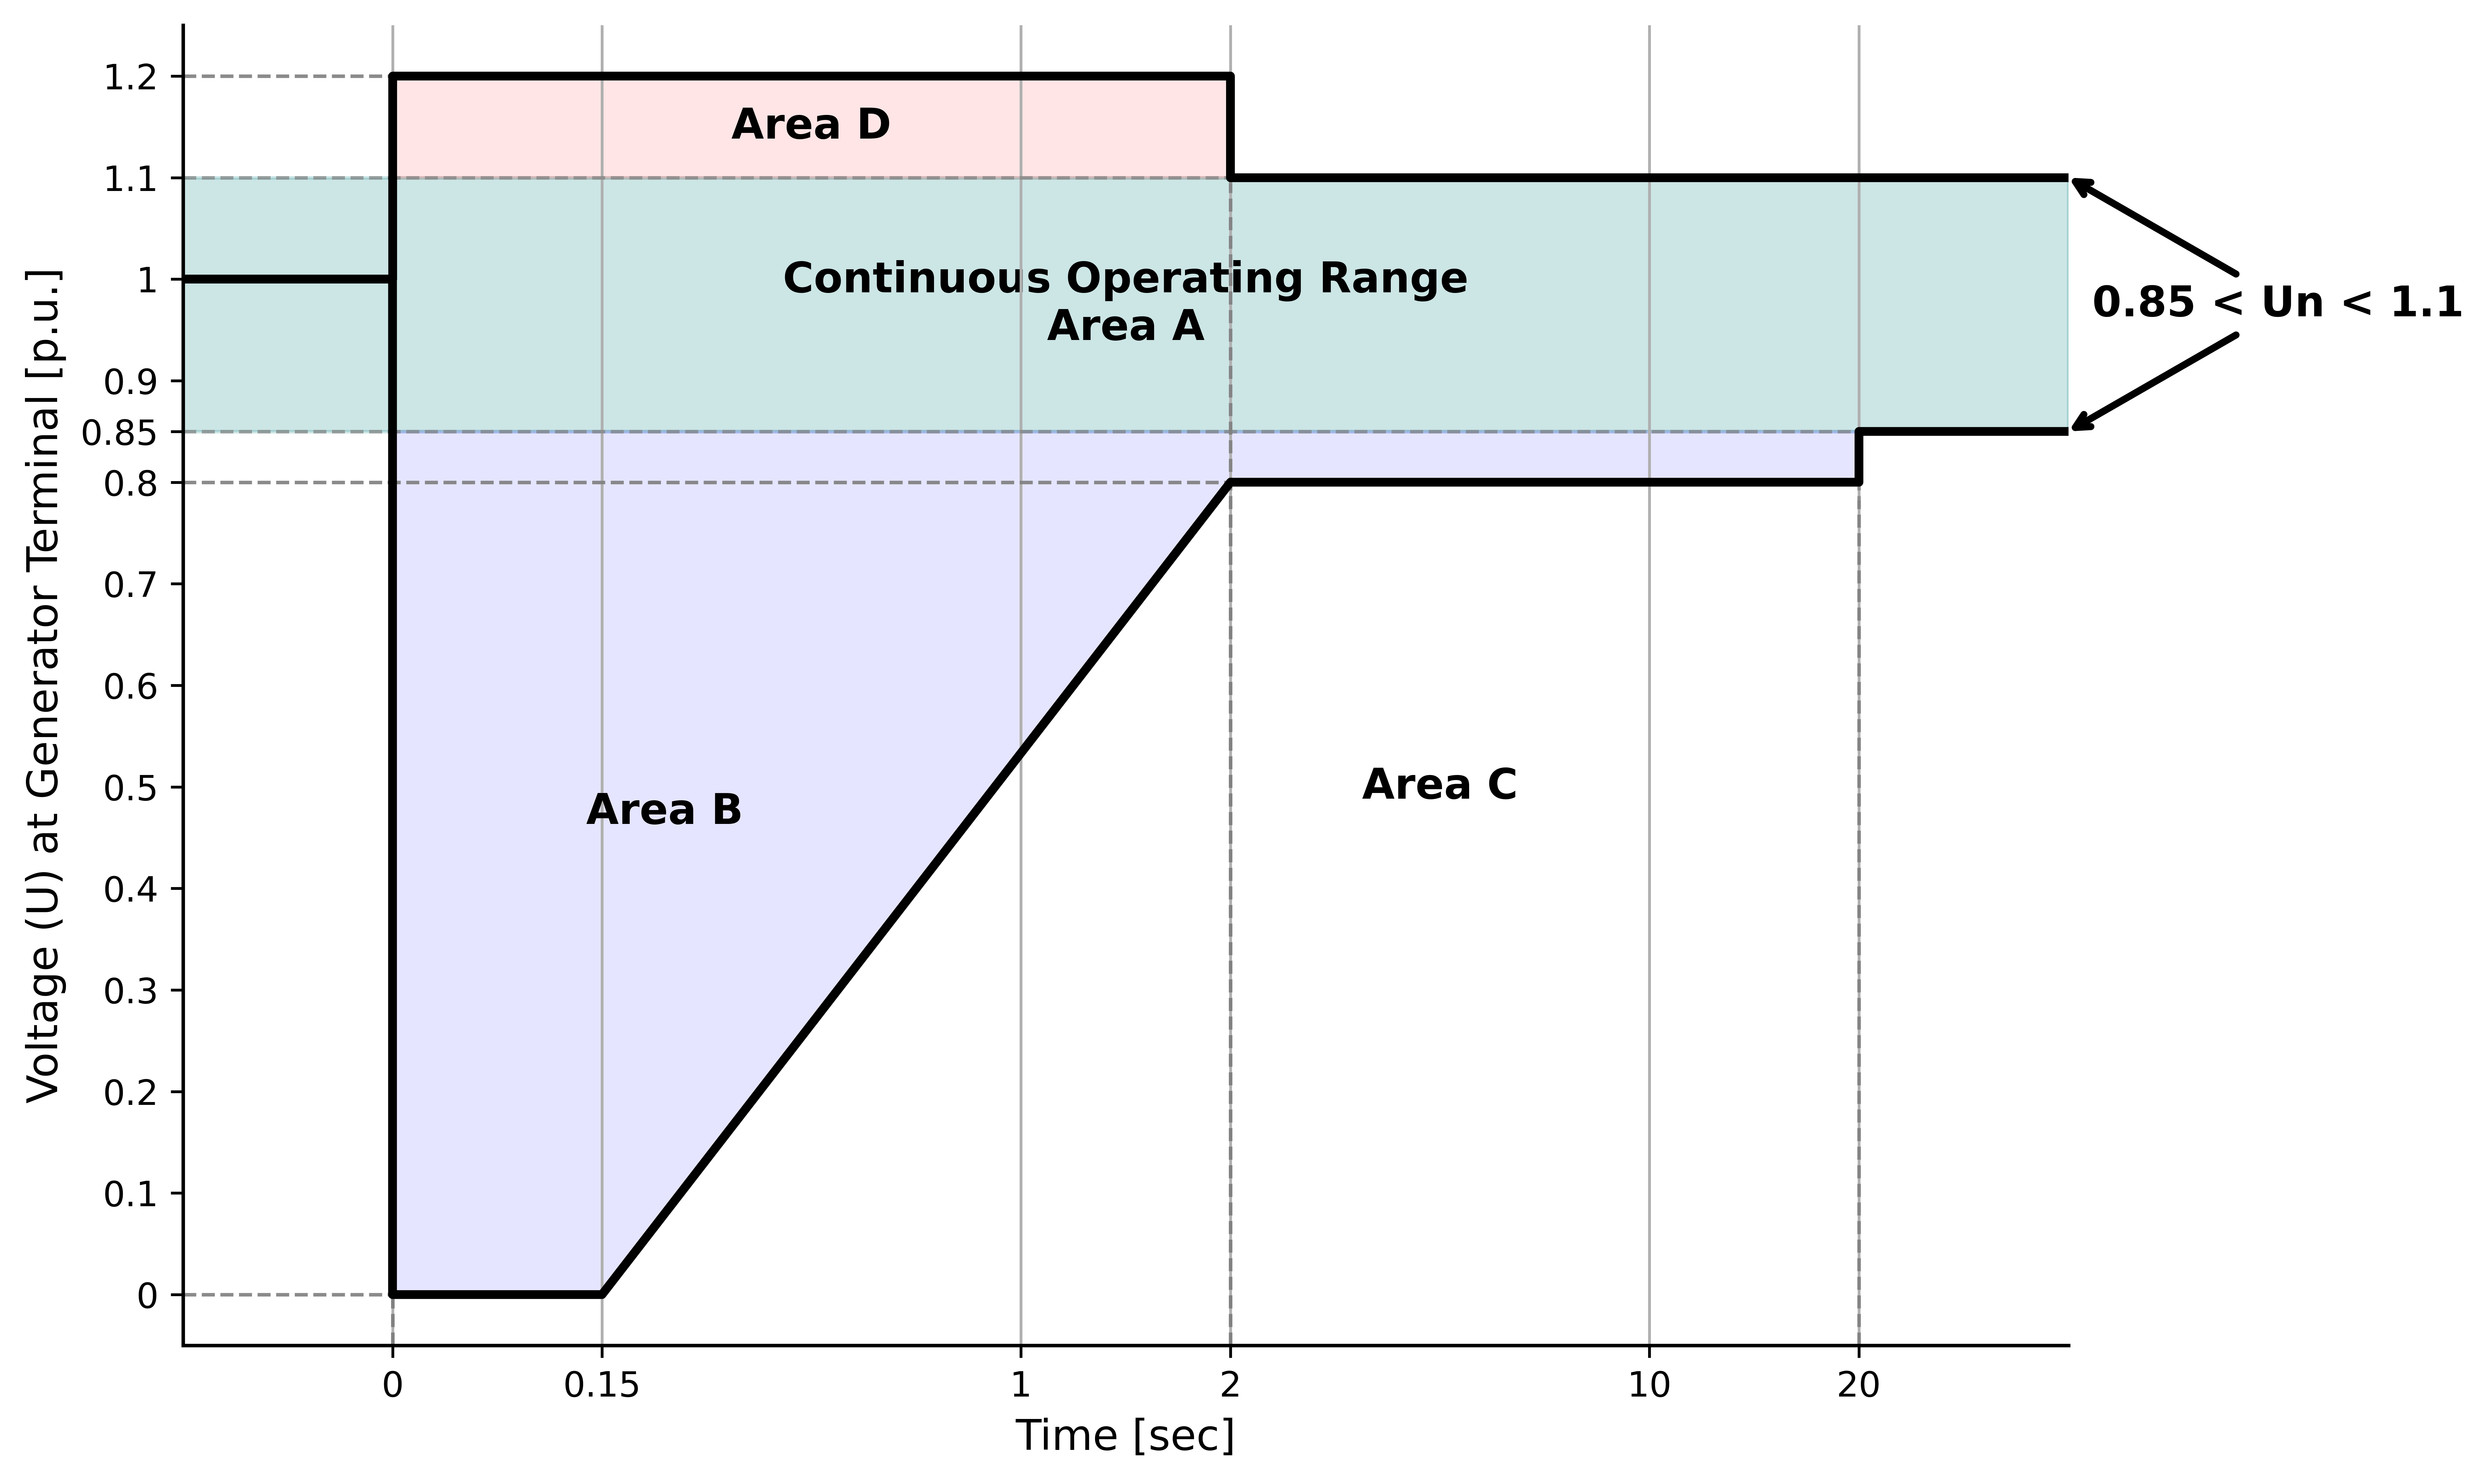 1.2
Area D
1.1
Continuous Operating Range
1
0.85 < Un < 1.1
Area A
0.9
0.85
0.8
0.7
0.6
0.5
Area C
Area B
0.4
0.3
0.2
0.1
0
Voltage (U) at Generator Terminal [p.u.]
0 0.15 1 2 10 20
Time [sec]